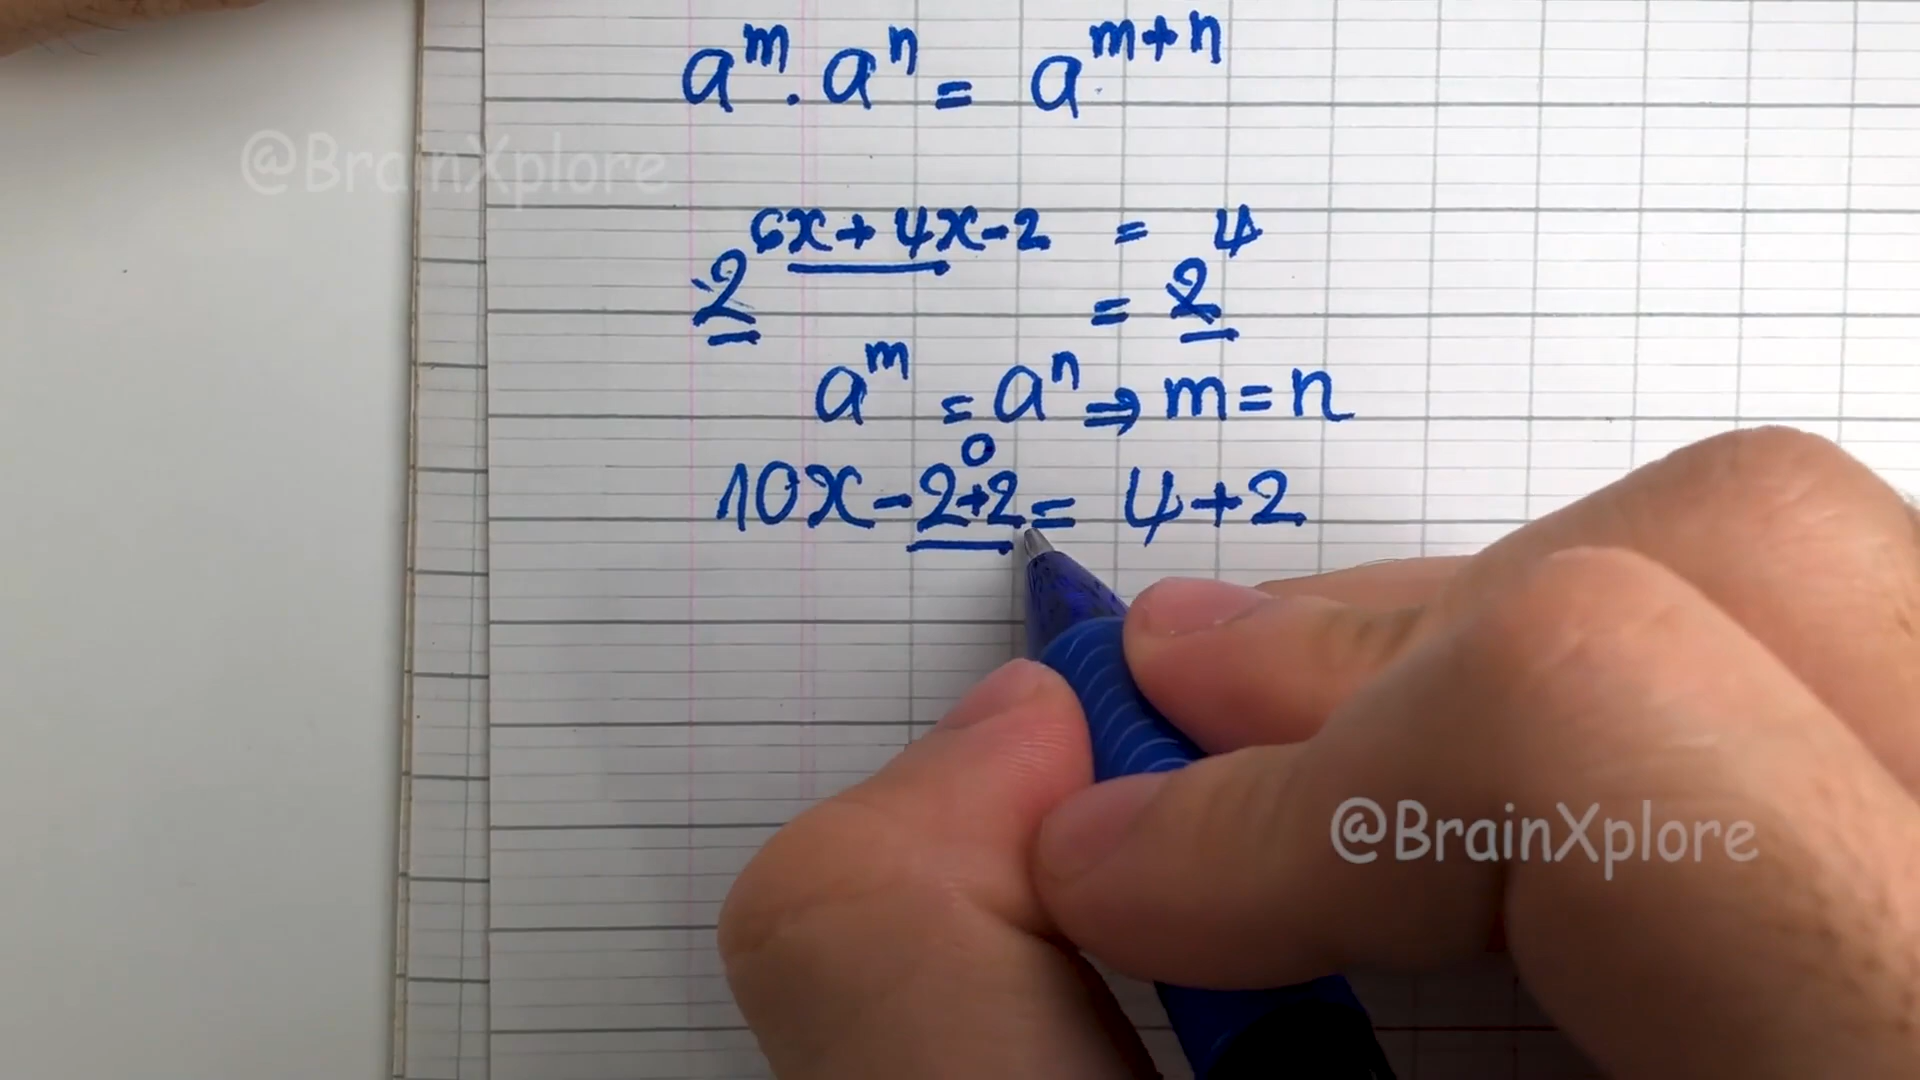 a^m . a^n = a^{m+n}
@BrainXplore
6x + 4x - 2 = 4
2 = 2
a^m = a^n ⇒ m = n
0
10x - 2 + 2 = 4 + 2
@BrainXplore